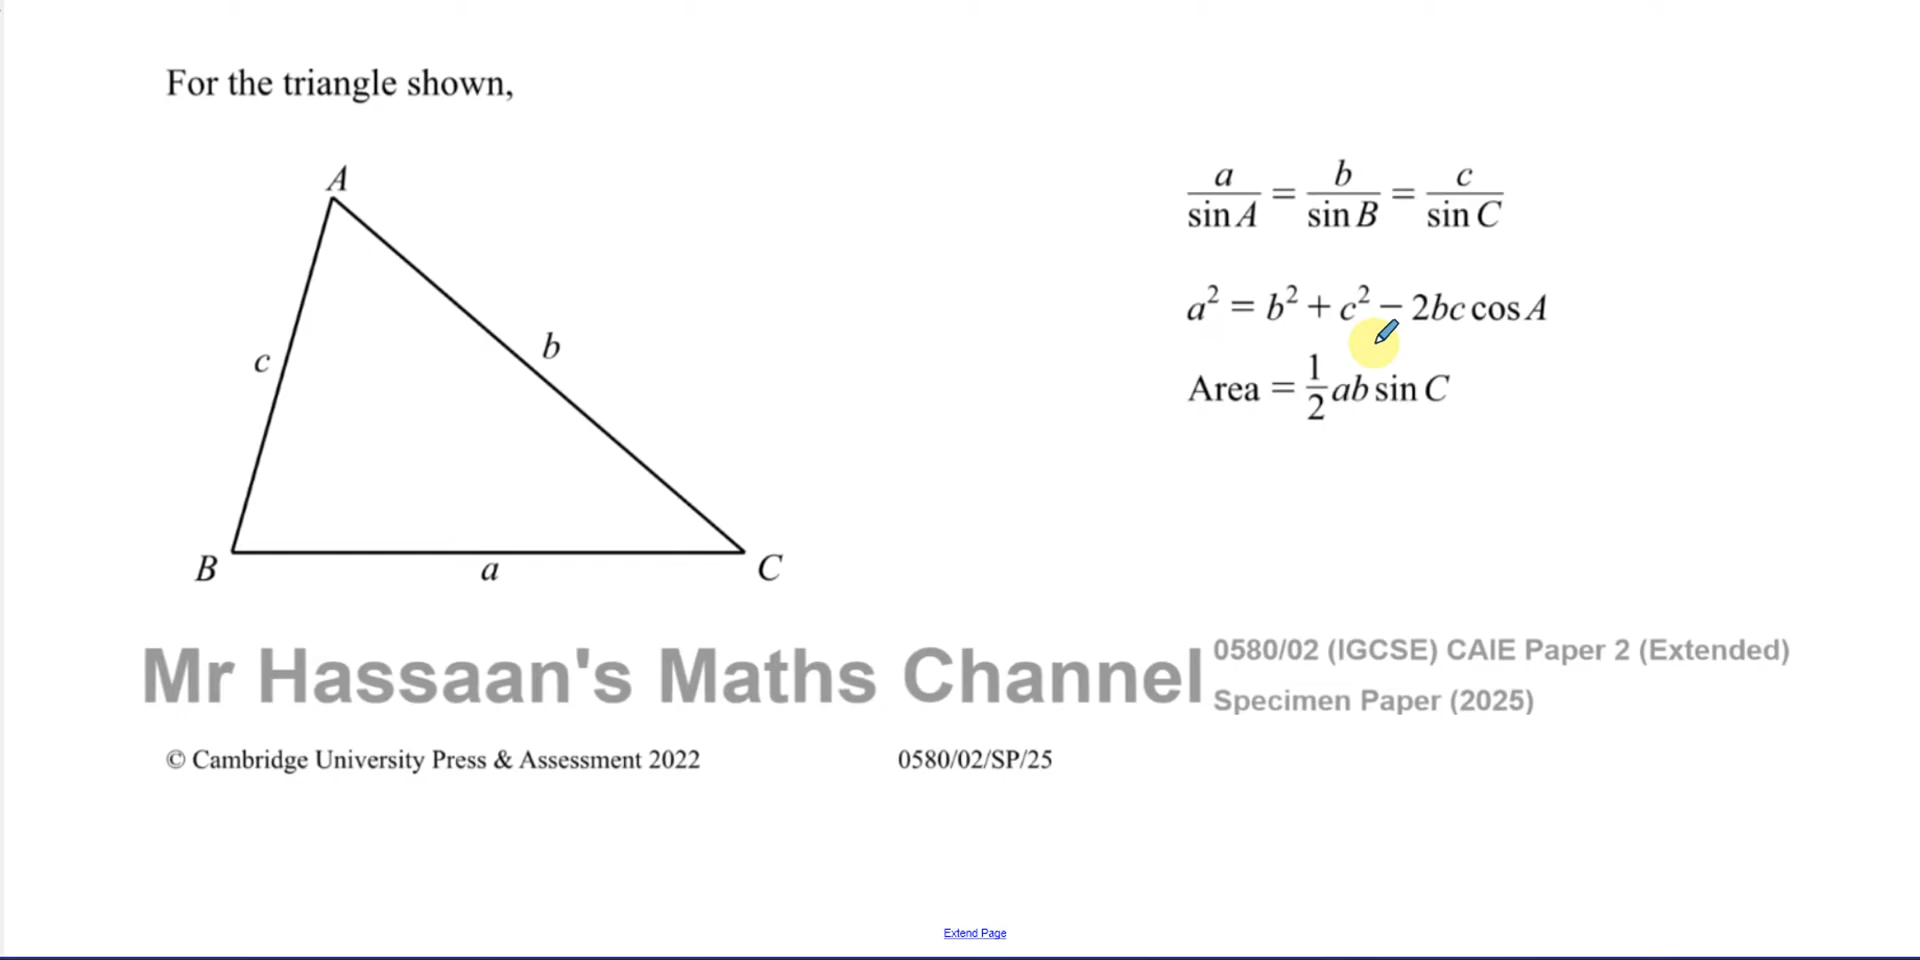 For the triangle shown,
A
c
b
B
a
C
a/sin A = b/sin B = c/sin C
a² = b² + c² − 2bc cos A
Area = 1/2 ab sin C
Mr Hassaan's Maths Channel
0580/02 (IGCSE) CAIE Paper 2 (Extended)
Specimen Paper (2025)
© Cambridge University Press & Assessment 2022
0580/02/SP/25
Extend Page